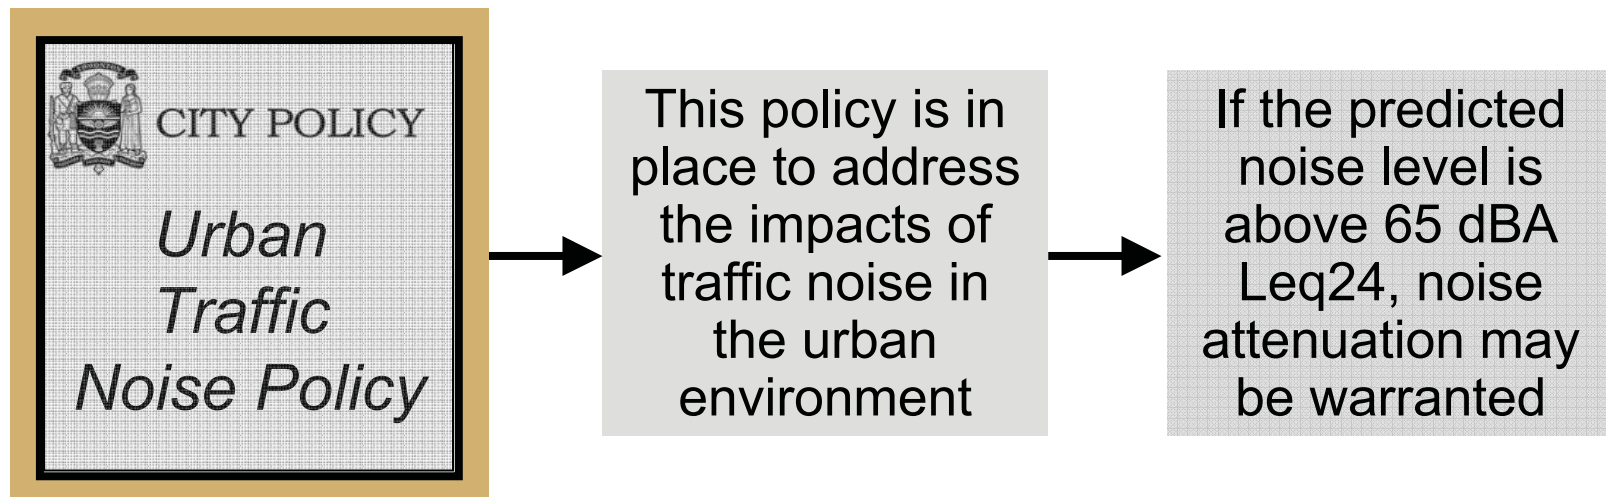 CITY POLICY
Urban
Traffic
Noise Policy
This policy is in
place to address
the impacts of
traffic noise in
the urban
environment
If the predicted
noise level is
above 65 dBA
Leq24, noise
attenuation may
be warranted